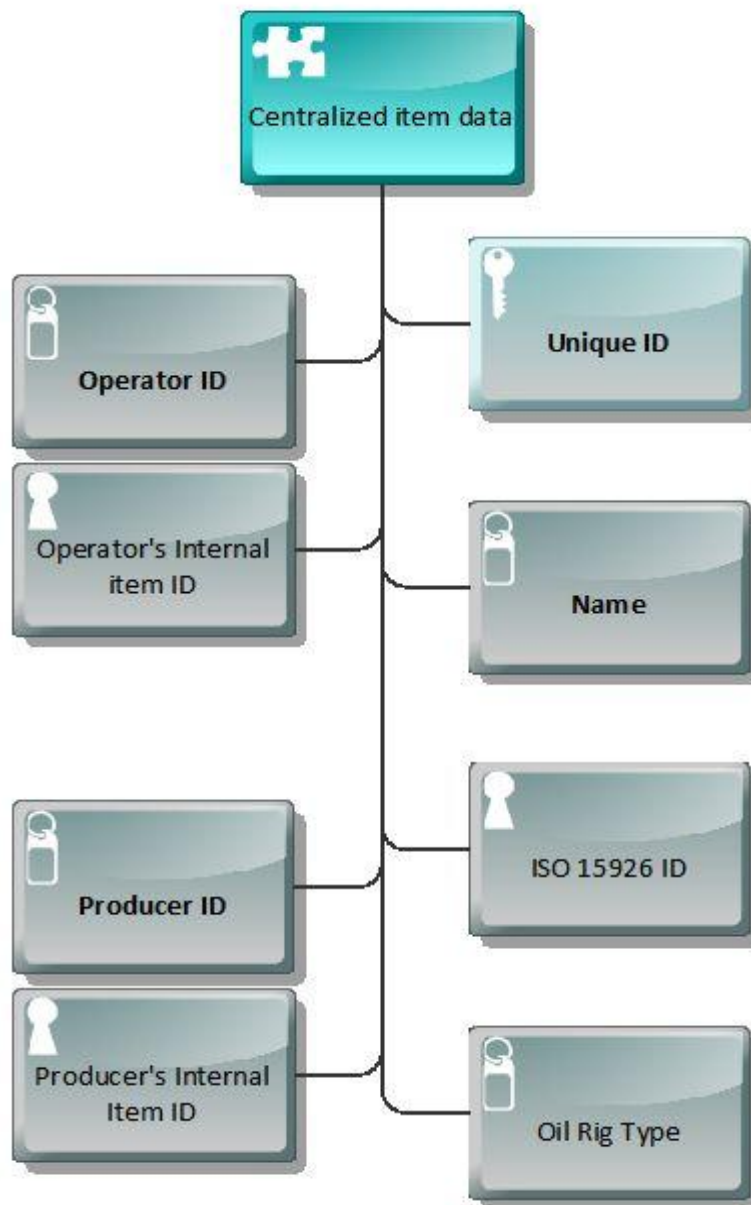 Centralized item data
Operator ID
Unique ID
Operator's Internal
item ID
Name
Producer ID
ISO 15926 ID
Producer's Internal
Item ID
Oil Rig Type